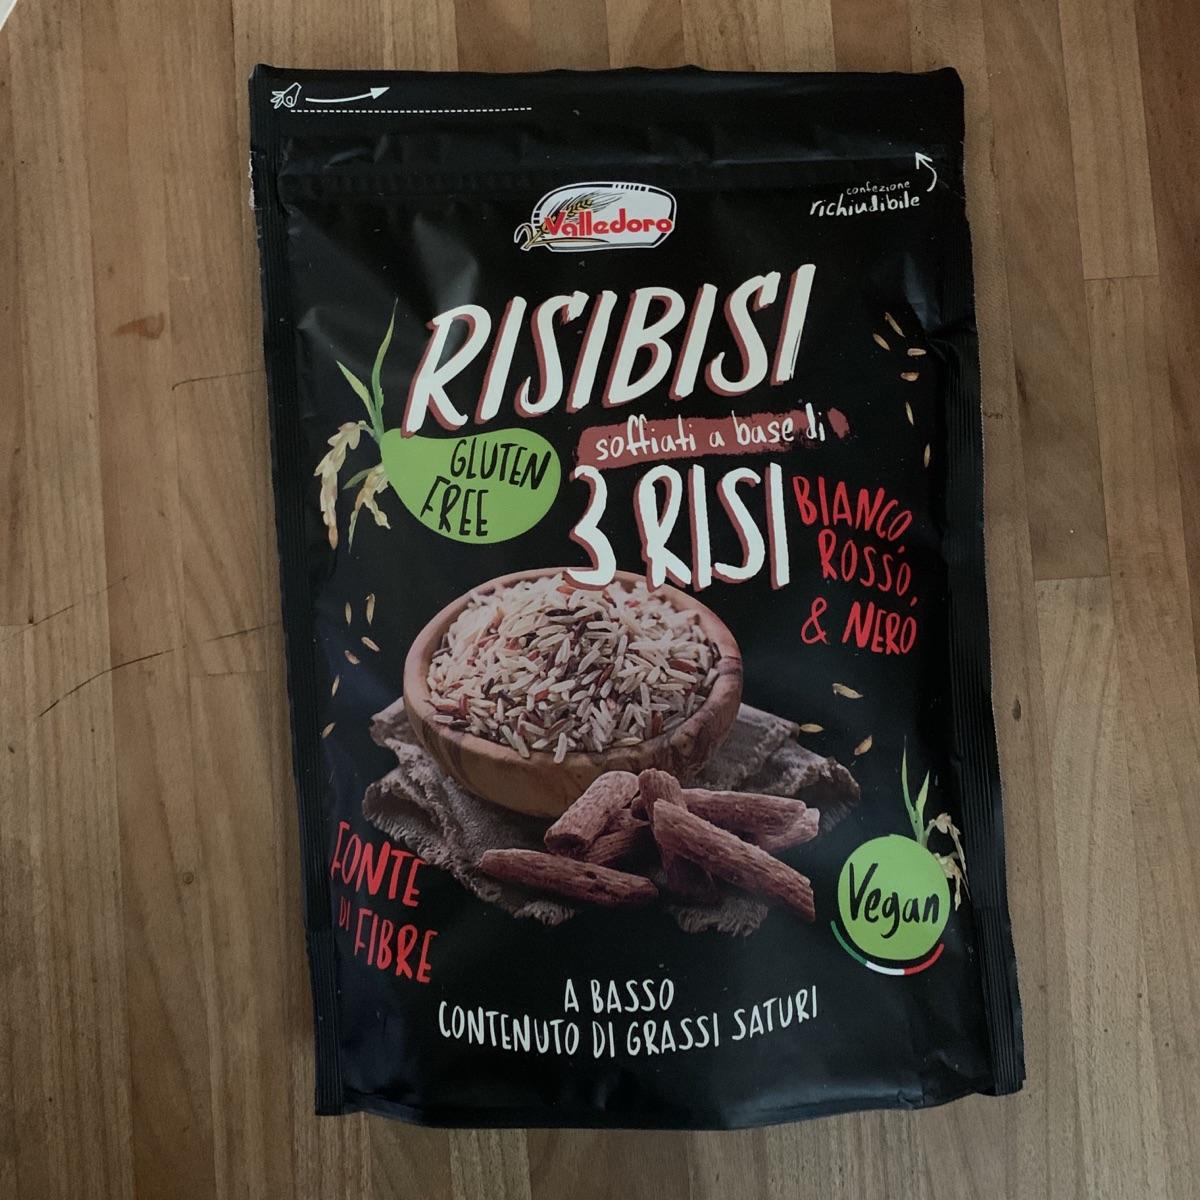 confezione
richiudibile
Valledoro
RISIBISI
soffiati a base di
GLUTEN
FREE
3 RISI
BIANCO,
ROSSO,
& NERO
FONTE
DI FIBRE
Vegan
A BASSO
CONTENUTO DI GRASSI SATURI